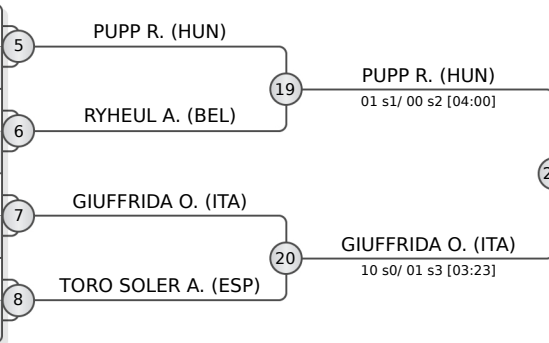 5
PUPP R. (HUN)
19
PUPP R. (HUN)
01 s1/ 00 s2 [04:00]
6
RYHEUL A. (BEL)
7
GIUFFRIDA O. (ITA)
20
GIUFFRIDA O. (ITA)
10 s0/ 01 s3 [03:23]
8
TORO SOLER A. (ESP)